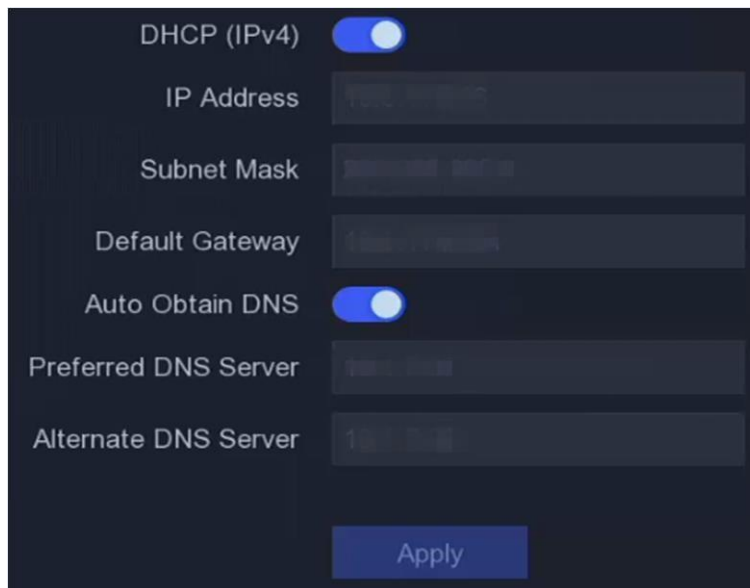 DHCP (IPv4)
IP Address
Subnet Mask
Default Gateway
Auto Obtain DNS
Preferred DNS Server
Alternate DNS Server
Apply